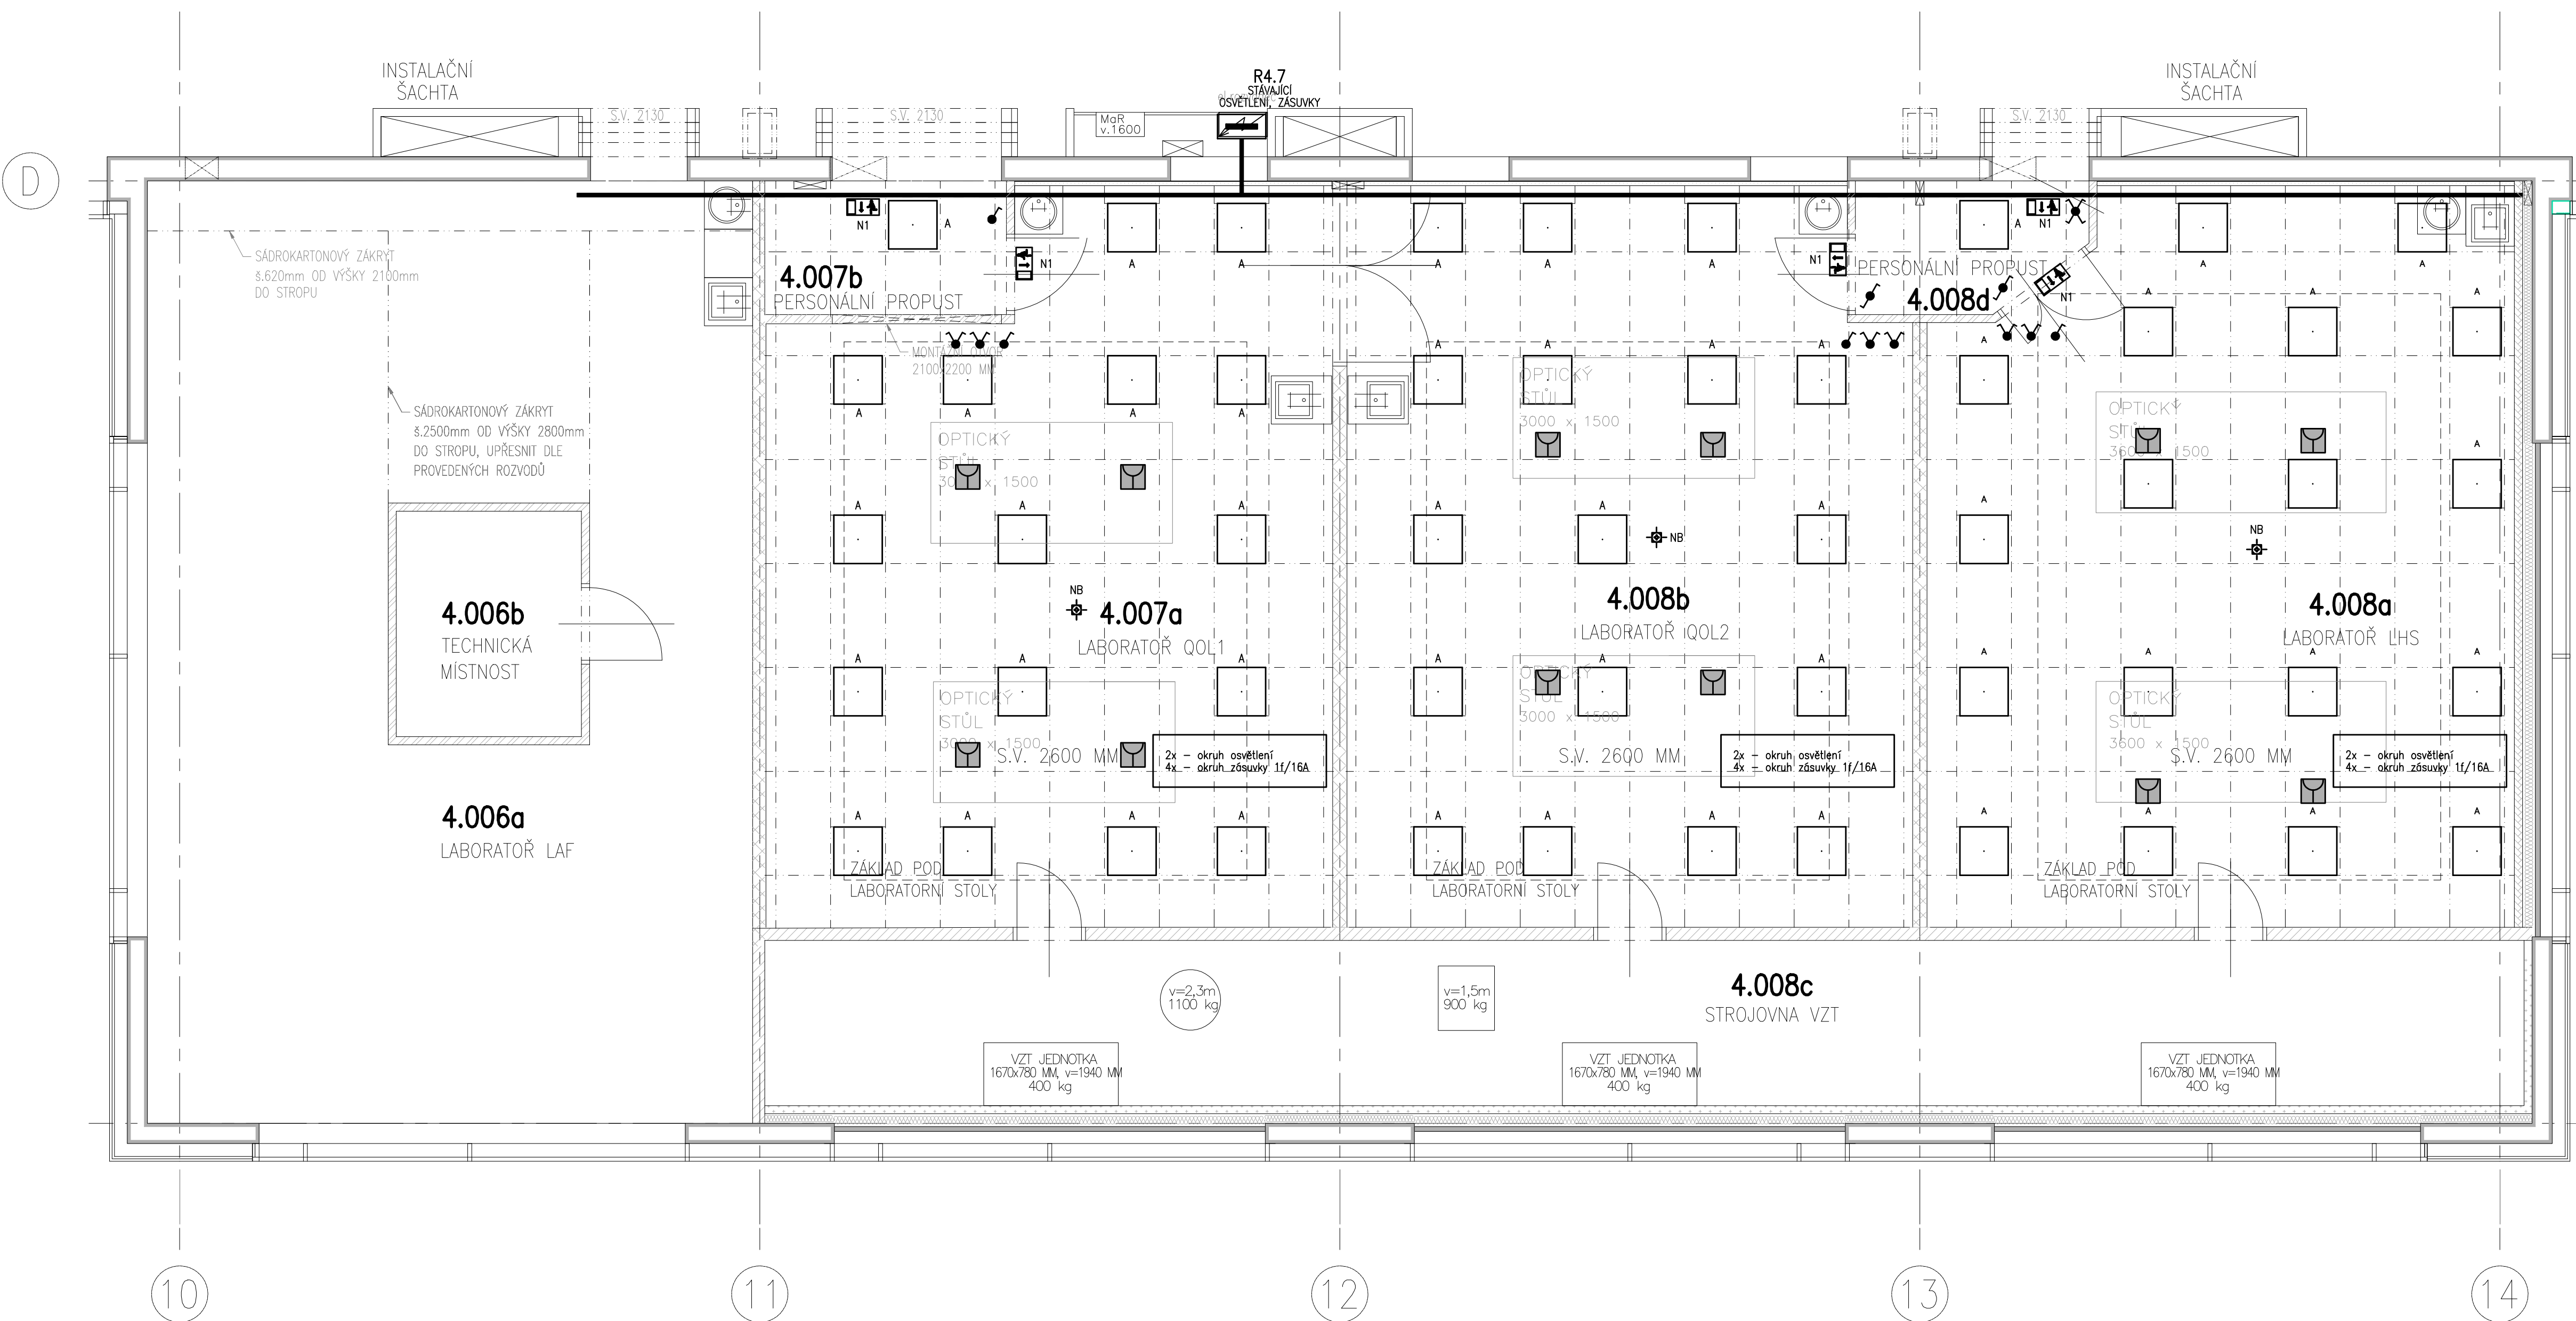 INSTALAČNÍ
ŠACHTA
S.V. 2130
S.V. 2130
MaR
v.1600
R4.7
STÁVAJÍCÍ
OSVĚTLENÍ, ZÁSUVKY
S.V. 2130
INSTALAČNÍ
ŠACHTA
D
SÁDROKARTONOVÝ ZÁKRYT
š.620mm OD VÝŠKY 2100mm
DO STROPU
SÁDROKARTONOVÝ ZÁKRYT
š.2500mm OD VÝŠKY 2800mm
DO STROPU, UPŘESNIT DLE
PROVEDENÝCH ROZVODŮ
4.006b
TECHNICKÁ
MÍSTNOST
4.006a
LABORATOŘ LAF
N1
A
N1
4.007b
PERSONÁLNÍ PROPUST
MONTÁŽNÍ OTVOR
2100x2200 MM
A A
A A A A
OPTICKÝ
STŮL
3000 x 1500
A A A
NB
4.007a
LABORATOŘ QOL1
A A A
OPTICKÝ
STŮL
3000 x 1500
S.V. 2600 MM
2x – okruh osvětlení
4x – okruh zásuvky 1f/16A
A A A A
ZÁKLAD POD
LABORATORNÍ STOLY
A A A
N1
A A A A
OPTICKÝ
STŮL
3000 x 1500
A A A
NB
4.008b
LABORATOŘ QOL2
A A A
OPTICKÝ
STŮL
3000 x 1500
S.V. 2600 MM
2x – okruh osvětlení
4x – okruh zásuvky 1f/16A
A A A A
ZÁKLAD POD
LABORATORNÍ STOLY
A N1
PERSONÁLNÍ PROPUST
4.008d
N1
A A
A A A
A
OPTICKÝ
STŮL
3600 x 1500
A
A
NB
4.008a
LABORATOŘ LHS
A A A A
OPTICKÝ
STŮL
3600 x 1500
S.V. 2600 MM
2x – okruh osvětlení
4x – okruh zásuvky 1f/16A
A A A A
ZÁKLAD POD
LABORATORNÍ STOLY
v=2,3m
1100 kg
v=1,5m
900 kg
4.008c
STROJOVNA VZT
VZT JEDNOTKA
1670x780 MM, v=1940 MM
400 kg
VZT JEDNOTKA
1670x780 MM, v=1940 MM
400 kg
VZT JEDNOTKA
1670x780 MM, v=1940 MM
400 kg
10
11
12
13
14